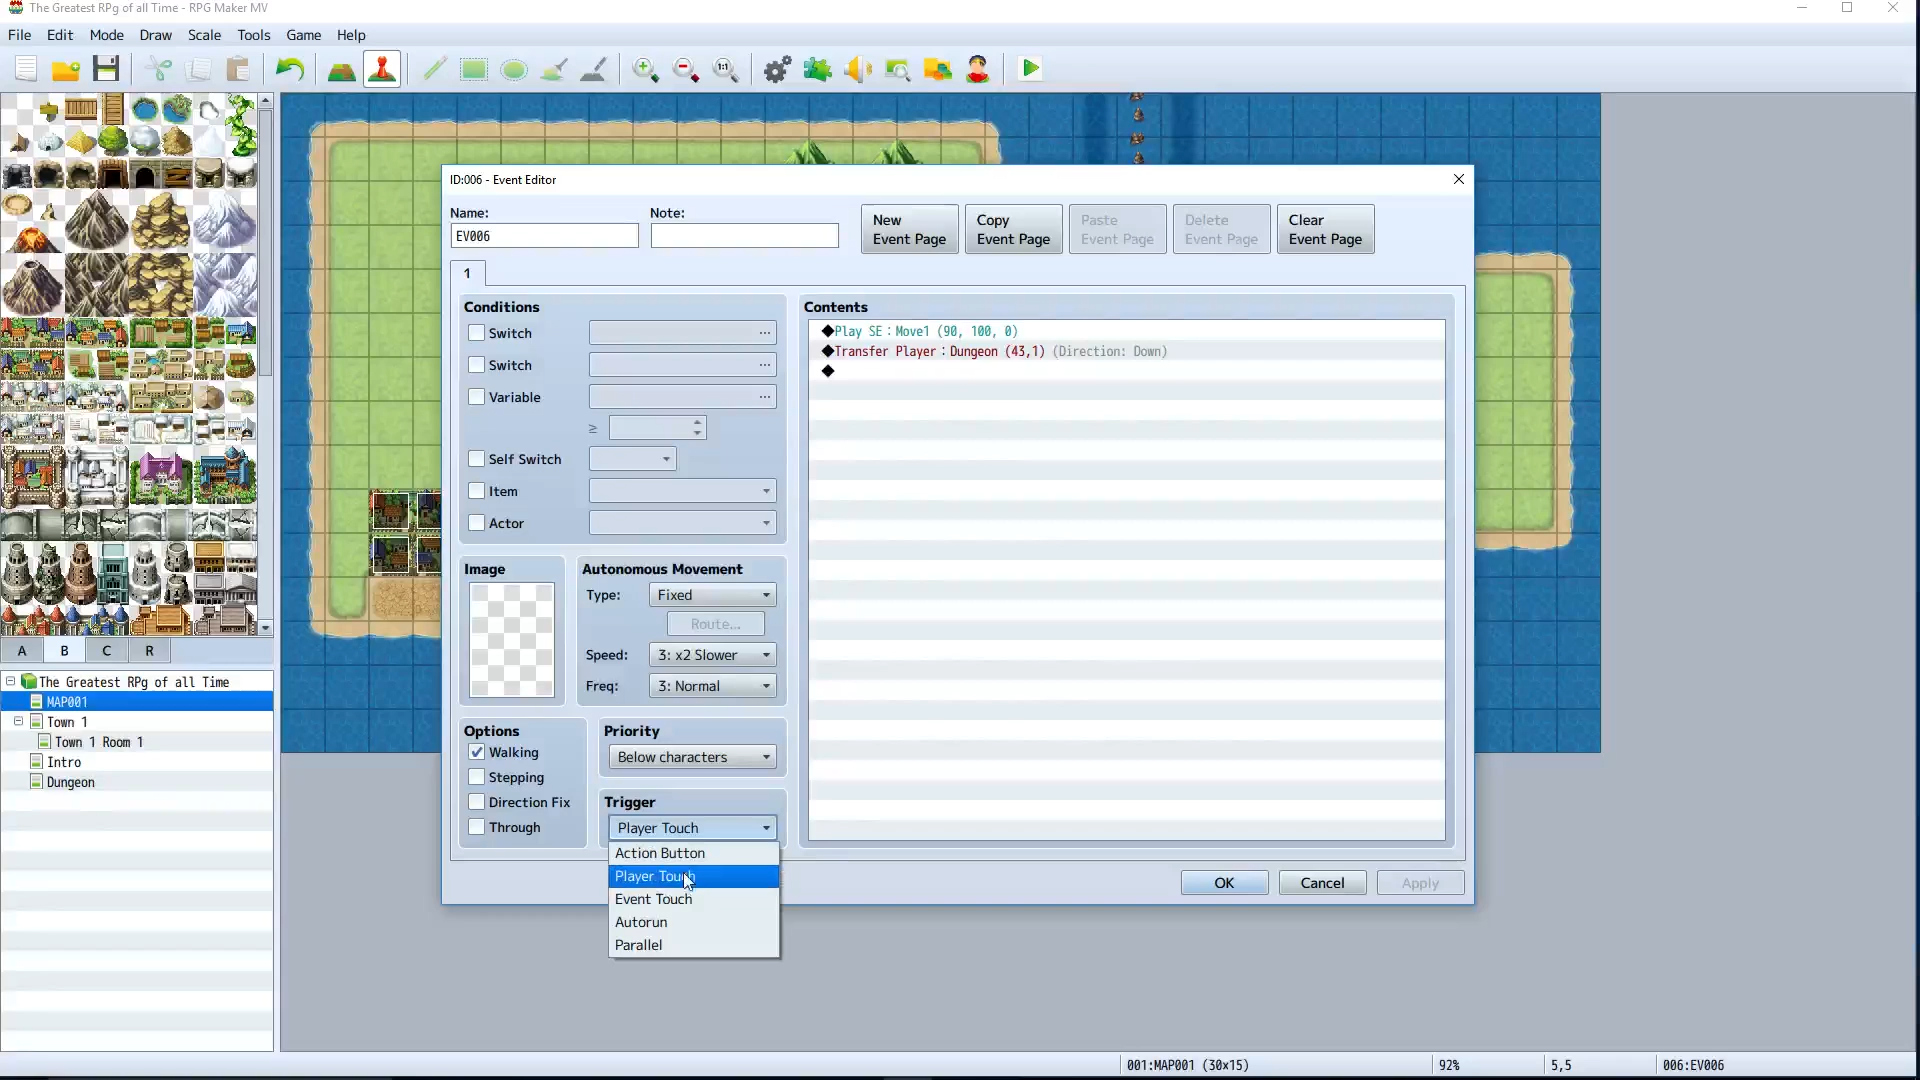 The Greatest RPg of all Time - RPG Maker MV
File Edit Mode Draw Scale Tools Game Help
1:1
ID:006 - Event Editor
Name: Note:
EV006
New Event Page
Copy Event Page
Paste Event Page
Delete Event Page
Clear Event Page
1
Conditions
Switch ...
Switch ...
Variable ...
≥
Self Switch
Item
Actor
Image
Autonomous Movement
Type: Fixed
Route...
Speed: 3: x2 Slower
Freq: 3: Normal
Options
Walking
Stepping
Direction Fix
Through
Priority
Below characters
Trigger
Player Touch
Action Button
Player Touch
Event Touch
Autorun
Parallel
Contents
◆Play SE : Move1 (90, 100, 0)
◆Transfer Player : Dungeon (43,1) (Direction: Down)
◆
OK Cancel Apply
A B C R
The Greatest RPg of all Time
MAP001
Town 1
Town 1 Room 1
Intro
Dungeon
001:MAP001 (30x15) 92% 5,5 006:EV006